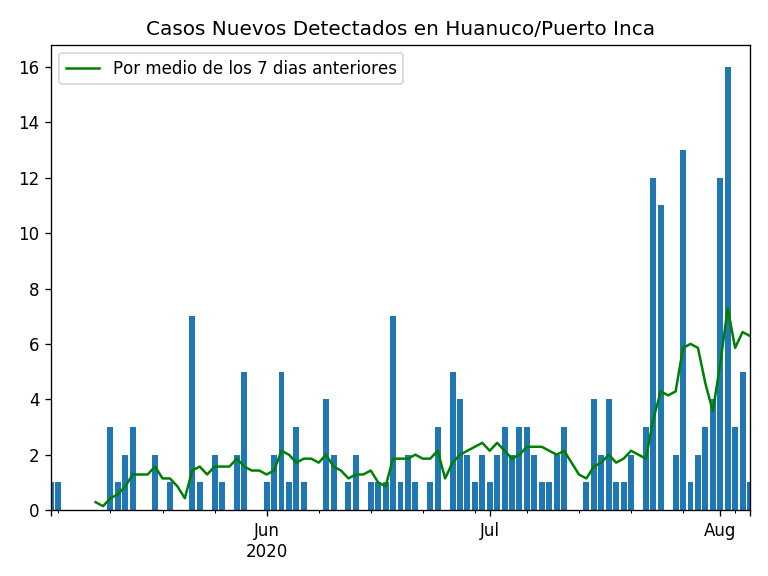 Casos Nuevos Detectados en Huanuco/Puerto Inca
Por medio de los 7 dias anteriores
16
14
12
10
8
6
4
2
0
Jun
2020
Jul
Aug